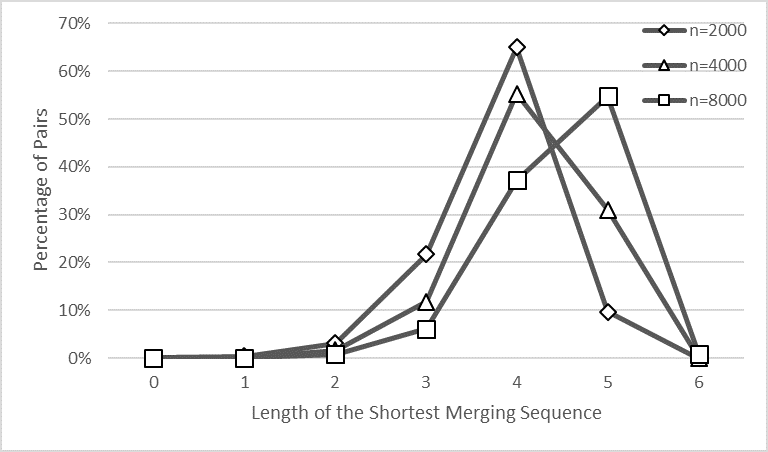 70%
60%
50%
40%
30%
20%
10%
0%
Percentage of Pairs
n=2000
n=4000
n=8000
0 1 2 3 4 5 6
Length of the Shortest Merging Sequence